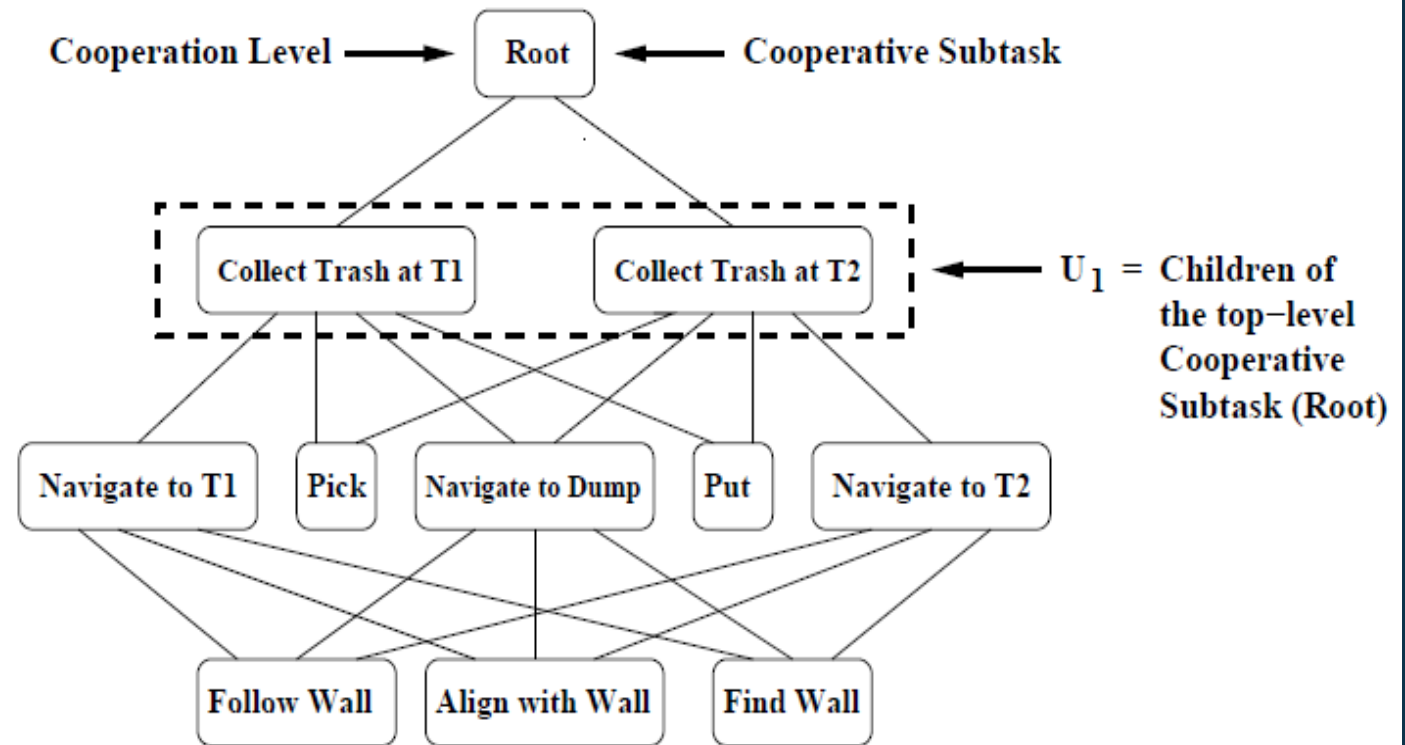 Cooperation Level
Root
Cooperative Subtask
Collect Trash at T1
Collect Trash at T2
U1 = Children of
the top−level
Cooperative
Subtask (Root)
Navigate to T1
Pick
Navigate to Dump
Put
Navigate to T2
Follow Wall
Align with Wall
Find Wall